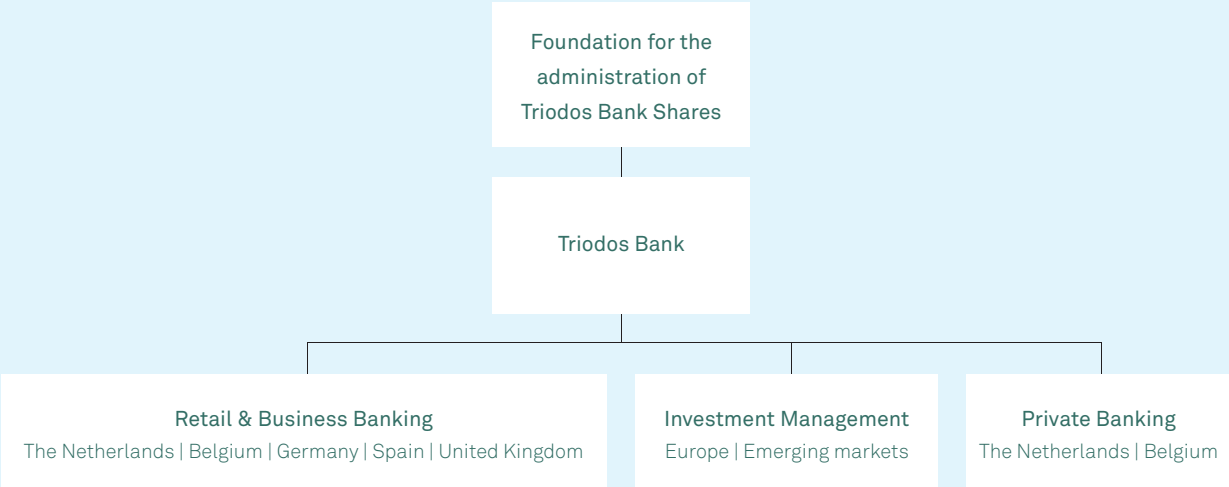 Foundation for the
administration of
Triodos Bank Shares
Triodos Bank
Retail & Business Banking
The Netherlands | Belgium | Germany | Spain | United Kingdom
Investment Management
Europe | Emerging markets
Private Banking
The Netherlands | Belgium